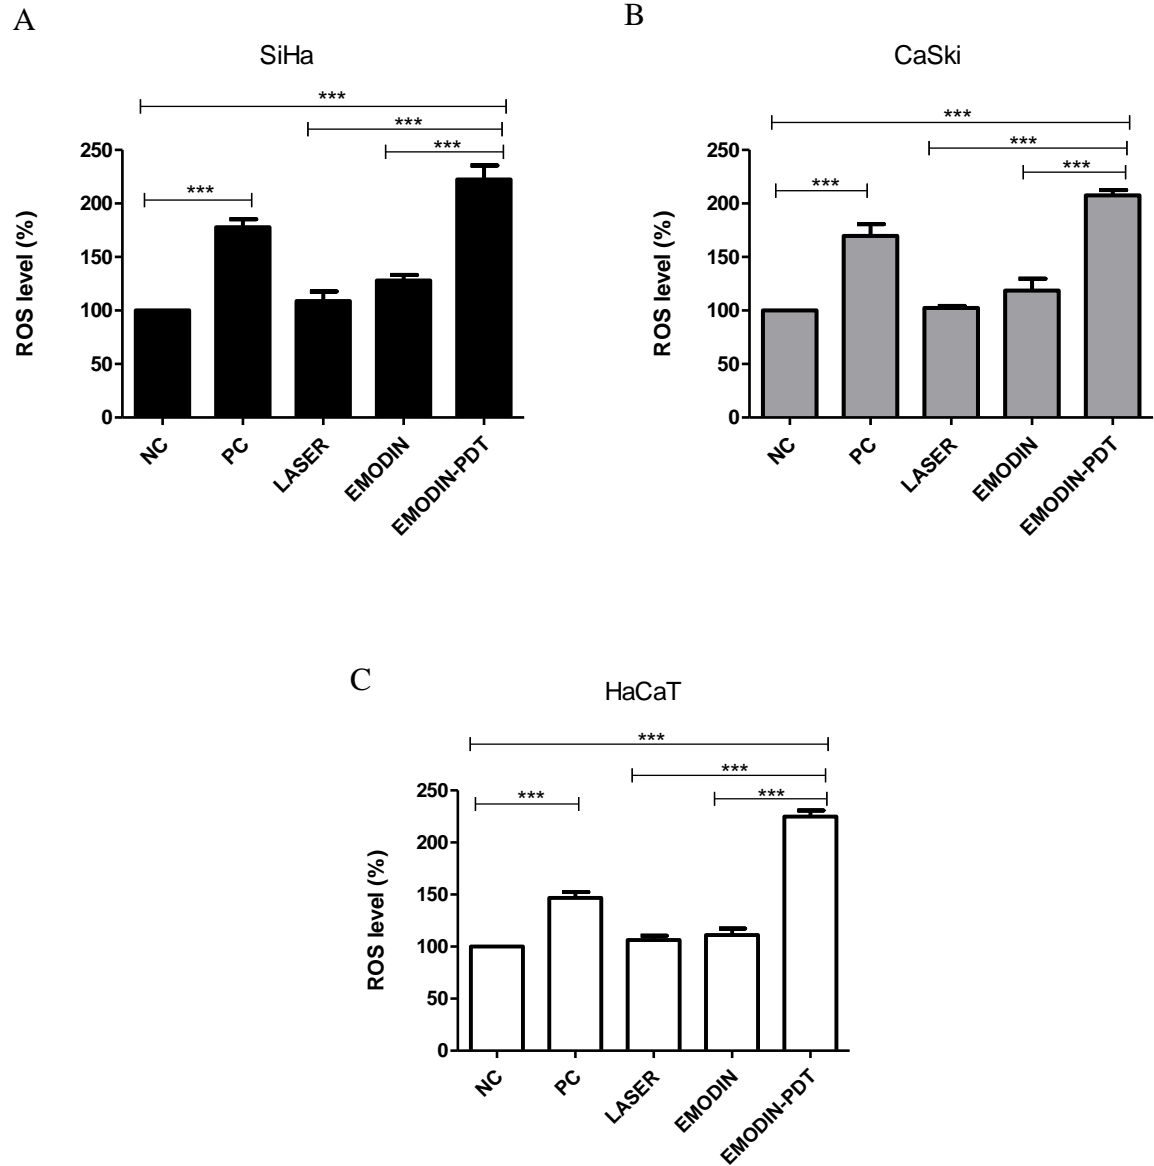 A
SiHa
***
***
***
***
250
200
150
100
50
0
ROS level (%)
NC
PC
LASER
EMODIN
EMODIN-PDT
B
CaSki
***
***
***
***
250
200
150
100
50
0
ROS level (%)
NC
PC
LASER
EMODIN
EMODIN-PDT
C
HaCaT
***
***
***
***
250
200
150
100
50
0
ROS level (%)
NC
PC
LASER
EMODIN
EMODIN-PDT